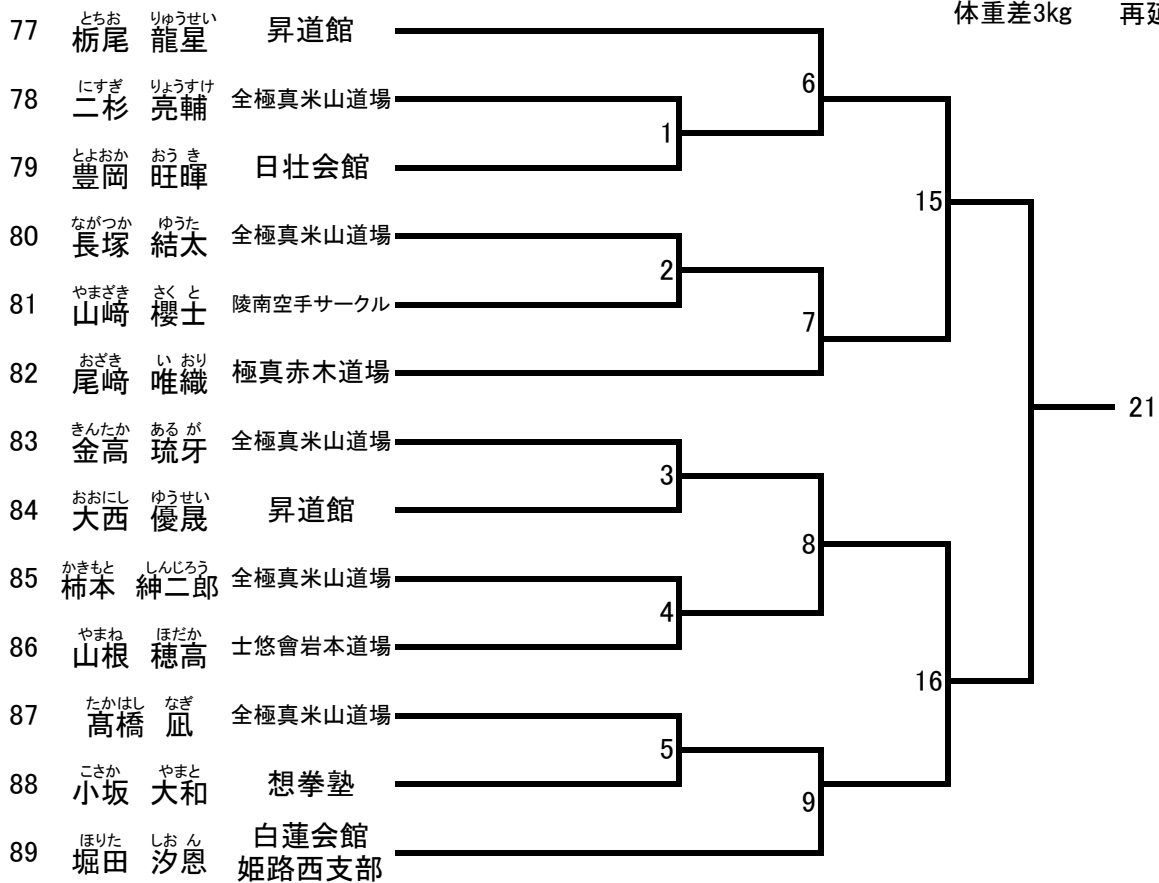 体重差3kg 再延
とちお りゅうせい
77 栃尾 龍星 昇道館
6
にすぎ りょうすけ
78 二杉 亮輔 全極真米山道場
1
とよおか おうき
79 豊岡 旺暉 日壮会館
15
ながつか ゆうた
80 長塚 結太 全極真米山道場
2
やまざき さくと
81 山﨑 櫻士 陵南空手サークル
7
おざき いおり
82 尾﨑 唯織 極真赤木道場
21
きんたか あるが
83 金高 琉牙 全極真米山道場
3
おおにし ゆうせい
84 大西 優晟 昇道館
8
かきもと しんじろう
85 柿本 紳二郎 全極真米山道場
4
やまね ほだか
86 山根 穂高 士悠會岩本道場
16
たかはし なぎ
87 髙橋 凪 全極真米山道場
5
こさか やまと
88 小坂 大和 想拳塾
9
ほりた しおん
89 堀田 汐恩 白蓮会館
姫路西支部